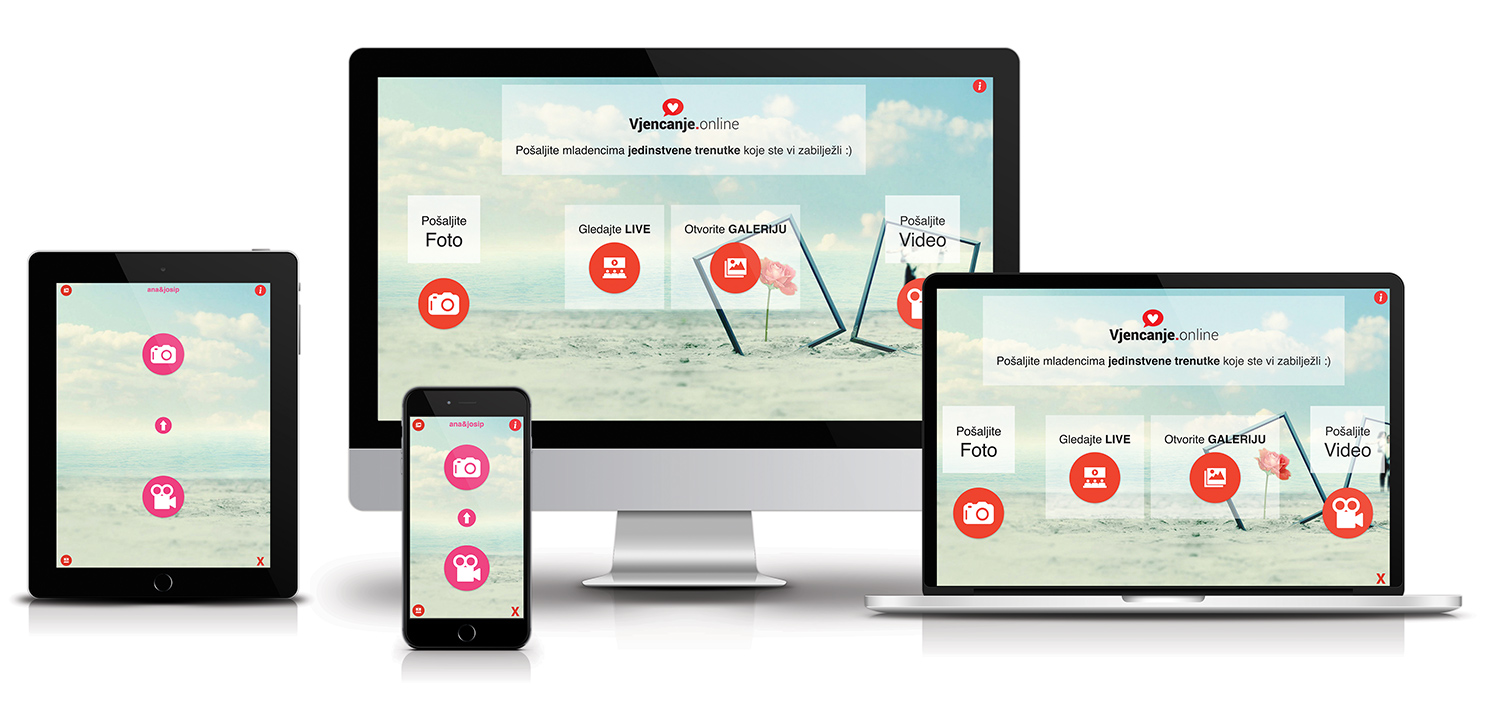 Vjencanje.online
Pošaljite mladencima jedinstvene trenutke koje ste vi zabilježli :)
Pošaljite
Foto
Gledajte LIVE
Otvorite GALERIJU
Pošaljite
Video
ana&josip
X
ana&josip
X
Vjencanje.online
Pošaljite mladencima jedinstvene trenutke koje ste vi zabilježli :)
Pošaljite
Foto
Gledajte LIVE
Otvorite GALERIJU
Pošaljite
Video
X